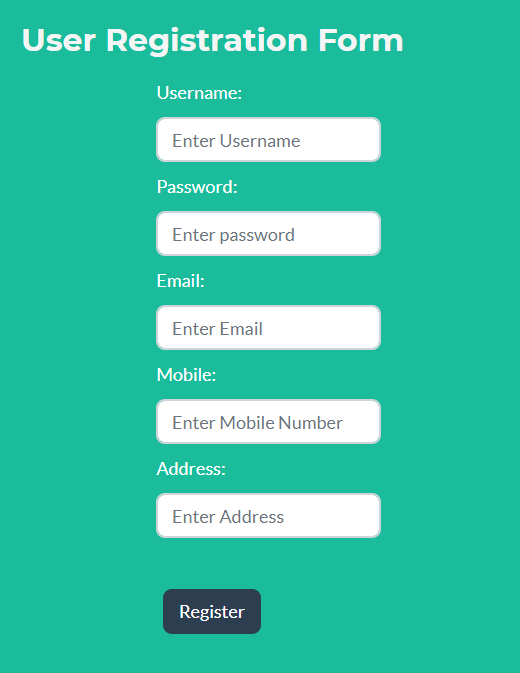 User Registration Form
Username:
Enter Username
Password:
Enter password
Email:
Enter Email
Mobile:
Enter Mobile Number
Address:
Enter Address
Register